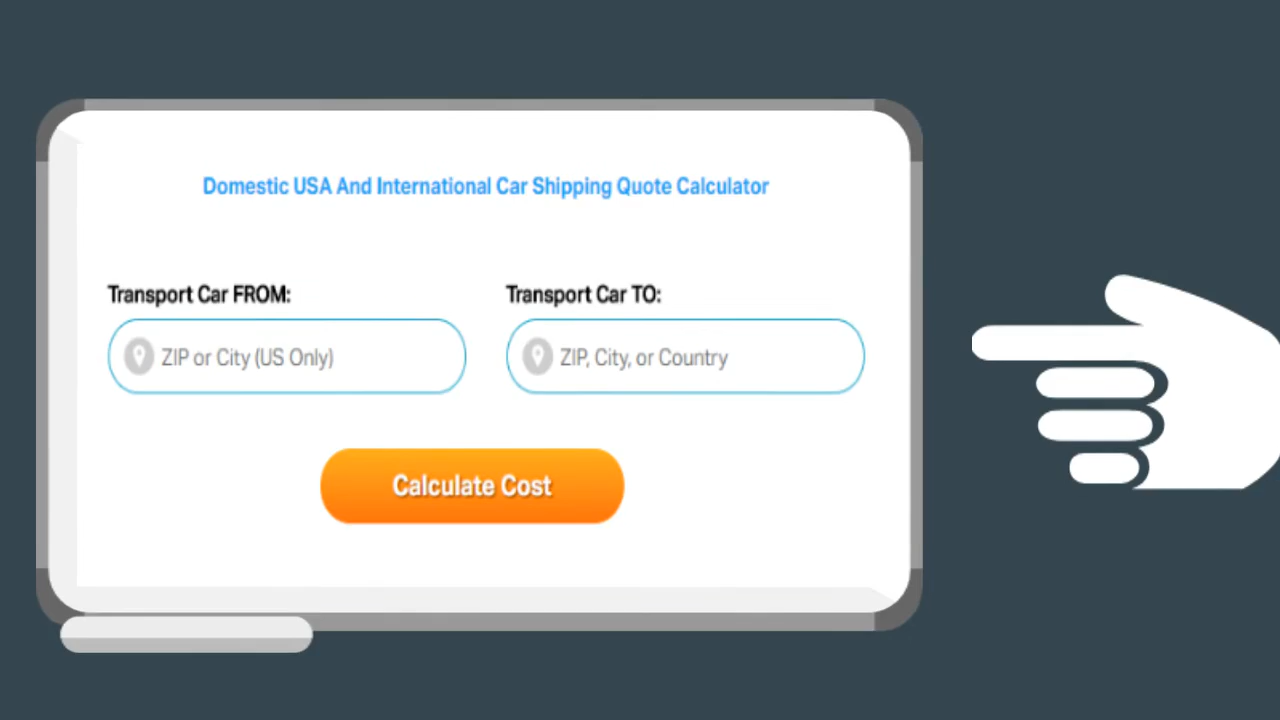 Domestic USA And International Car Shipping Quote Calculator
Transport Car FROM:
Transport Car TO:
ZIP or City (US Only)
ZIP, City, or Country
Calculate Cost